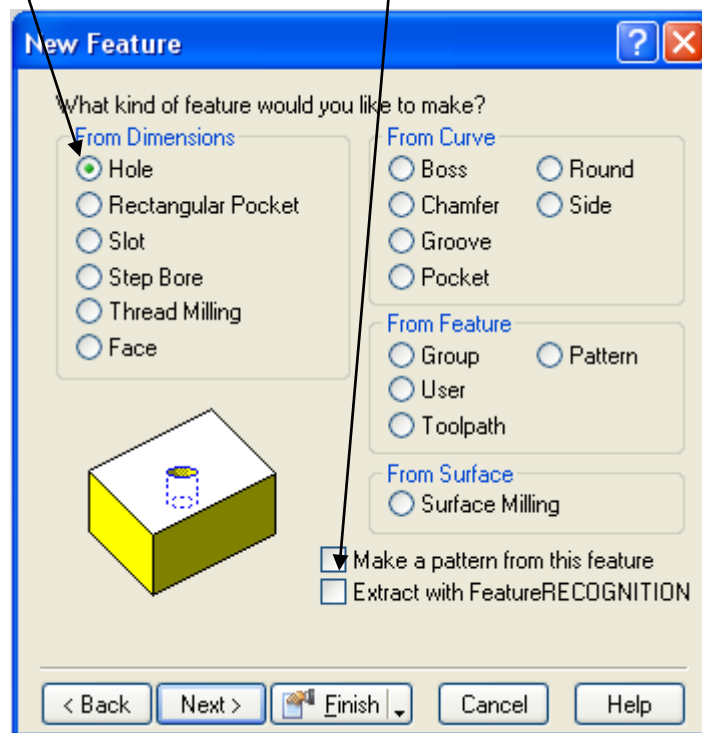 New Feature
What kind of feature would you like to make?
From Dimensions
Hole
Rectangular Pocket
Slot
Step Bore
Thread Milling
Face
From Curve
Boss
Round
Chamfer
Side
Groove
Pocket
From Feature
Group
Pattern
User
Toolpath
From Surface
Surface Milling
Make a pattern from this feature
Extract with FeatureRECOGNITION
< Back
Next >
Finish
Cancel
Help